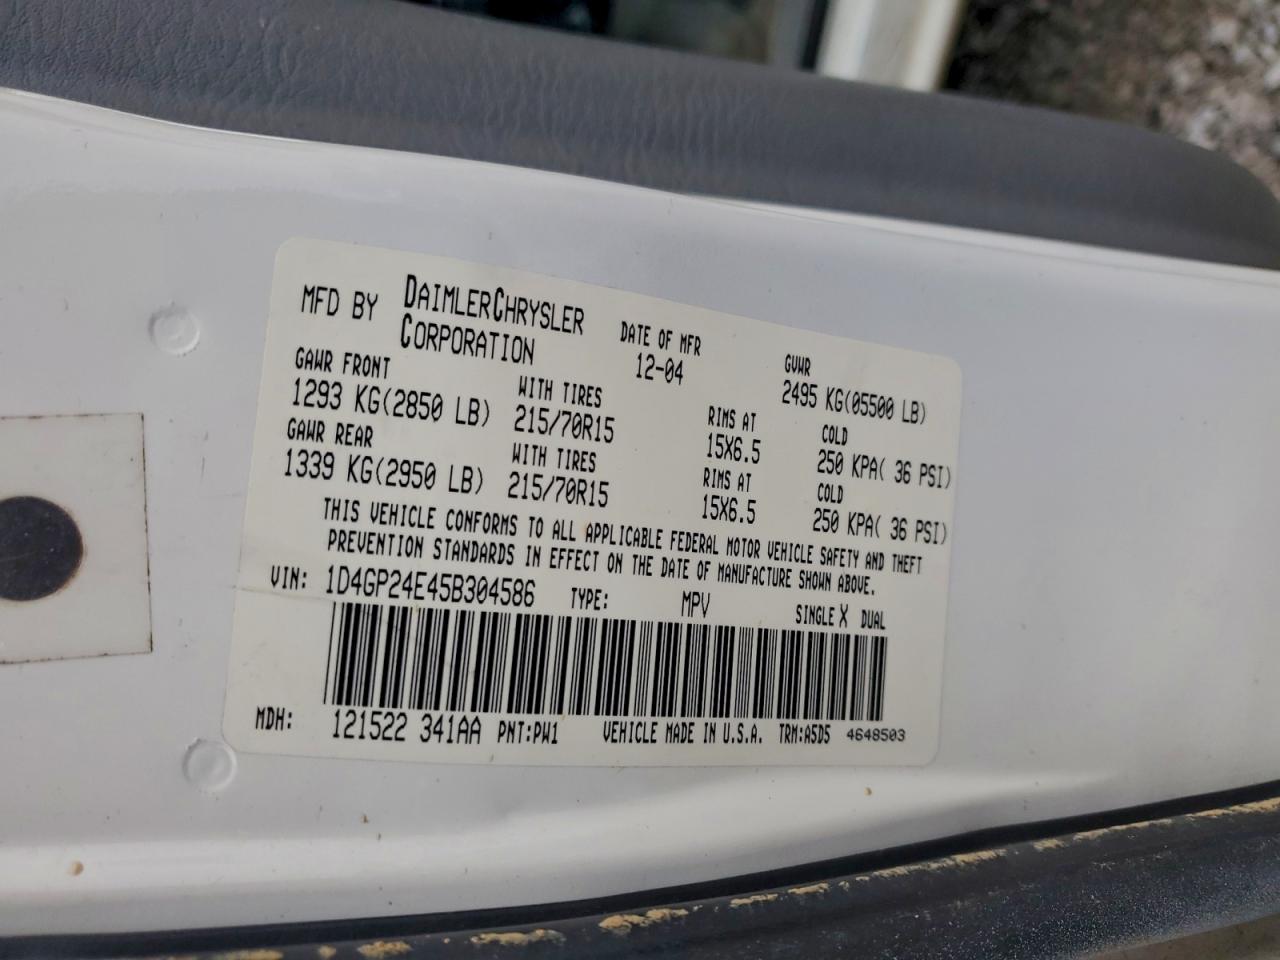 MFD BY DAIMLERCHRYSLER CORPORATION
DATE OF MFR 12-04
GVWR 2495 KG(05500 LB)
GAWR FRONT
1293 KG(2850 LB)
WITH TIRES
215/70R15
RIMS AT
15X6.5
COLD
250 KPA( 36 PSI)
GAWR REAR
1339 KG(2950 LB)
WITH TIRES
215/70R15
RIMS AT
15X6.5
COLD
250 KPA( 36 PSI)
THIS VEHICLE CONFORMS TO ALL APPLICABLE FEDERAL MOTOR VEHICLE SAFETY AND THEFT
PREVENTION STANDARDS IN EFFECT ON THE DATE OF MANUFACTURE SHOWN ABOVE.
VIN: 1D4GP24E45B304586 TYPE: MPV SINGLE X DUAL
MDH: 121522 341AA PNT:PW1 VEHICLE MADE IN U.S.A. TRM:A5D5 4648503